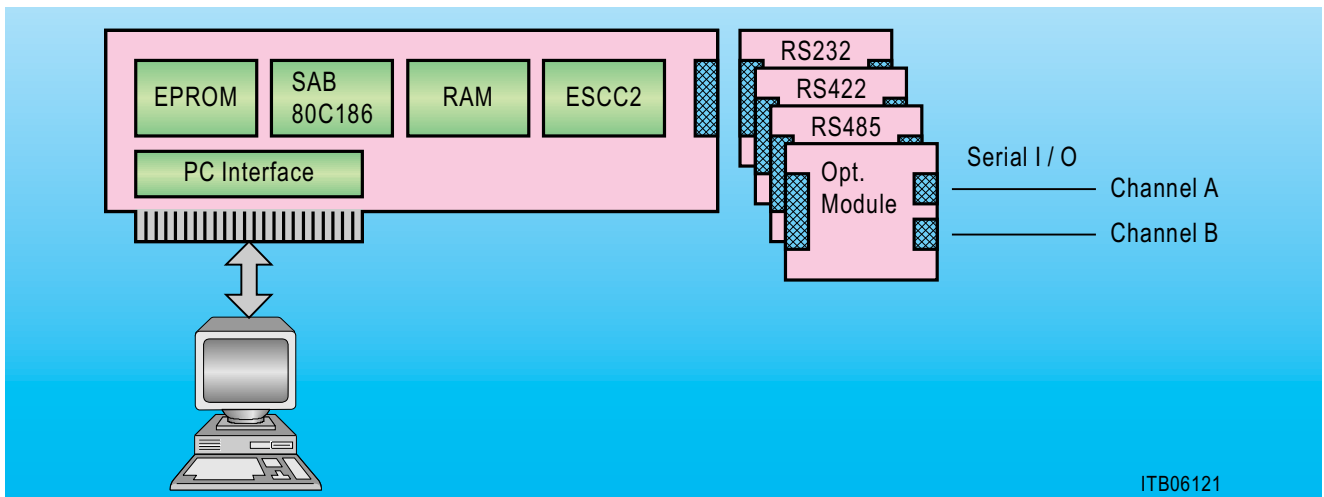 EPROM
SAB
80C186
RAM
ESCC2
PC Interface
RS232
RS422
RS485
Opt.
Module
Serial I / O
Channel A
Channel B
ITB06121